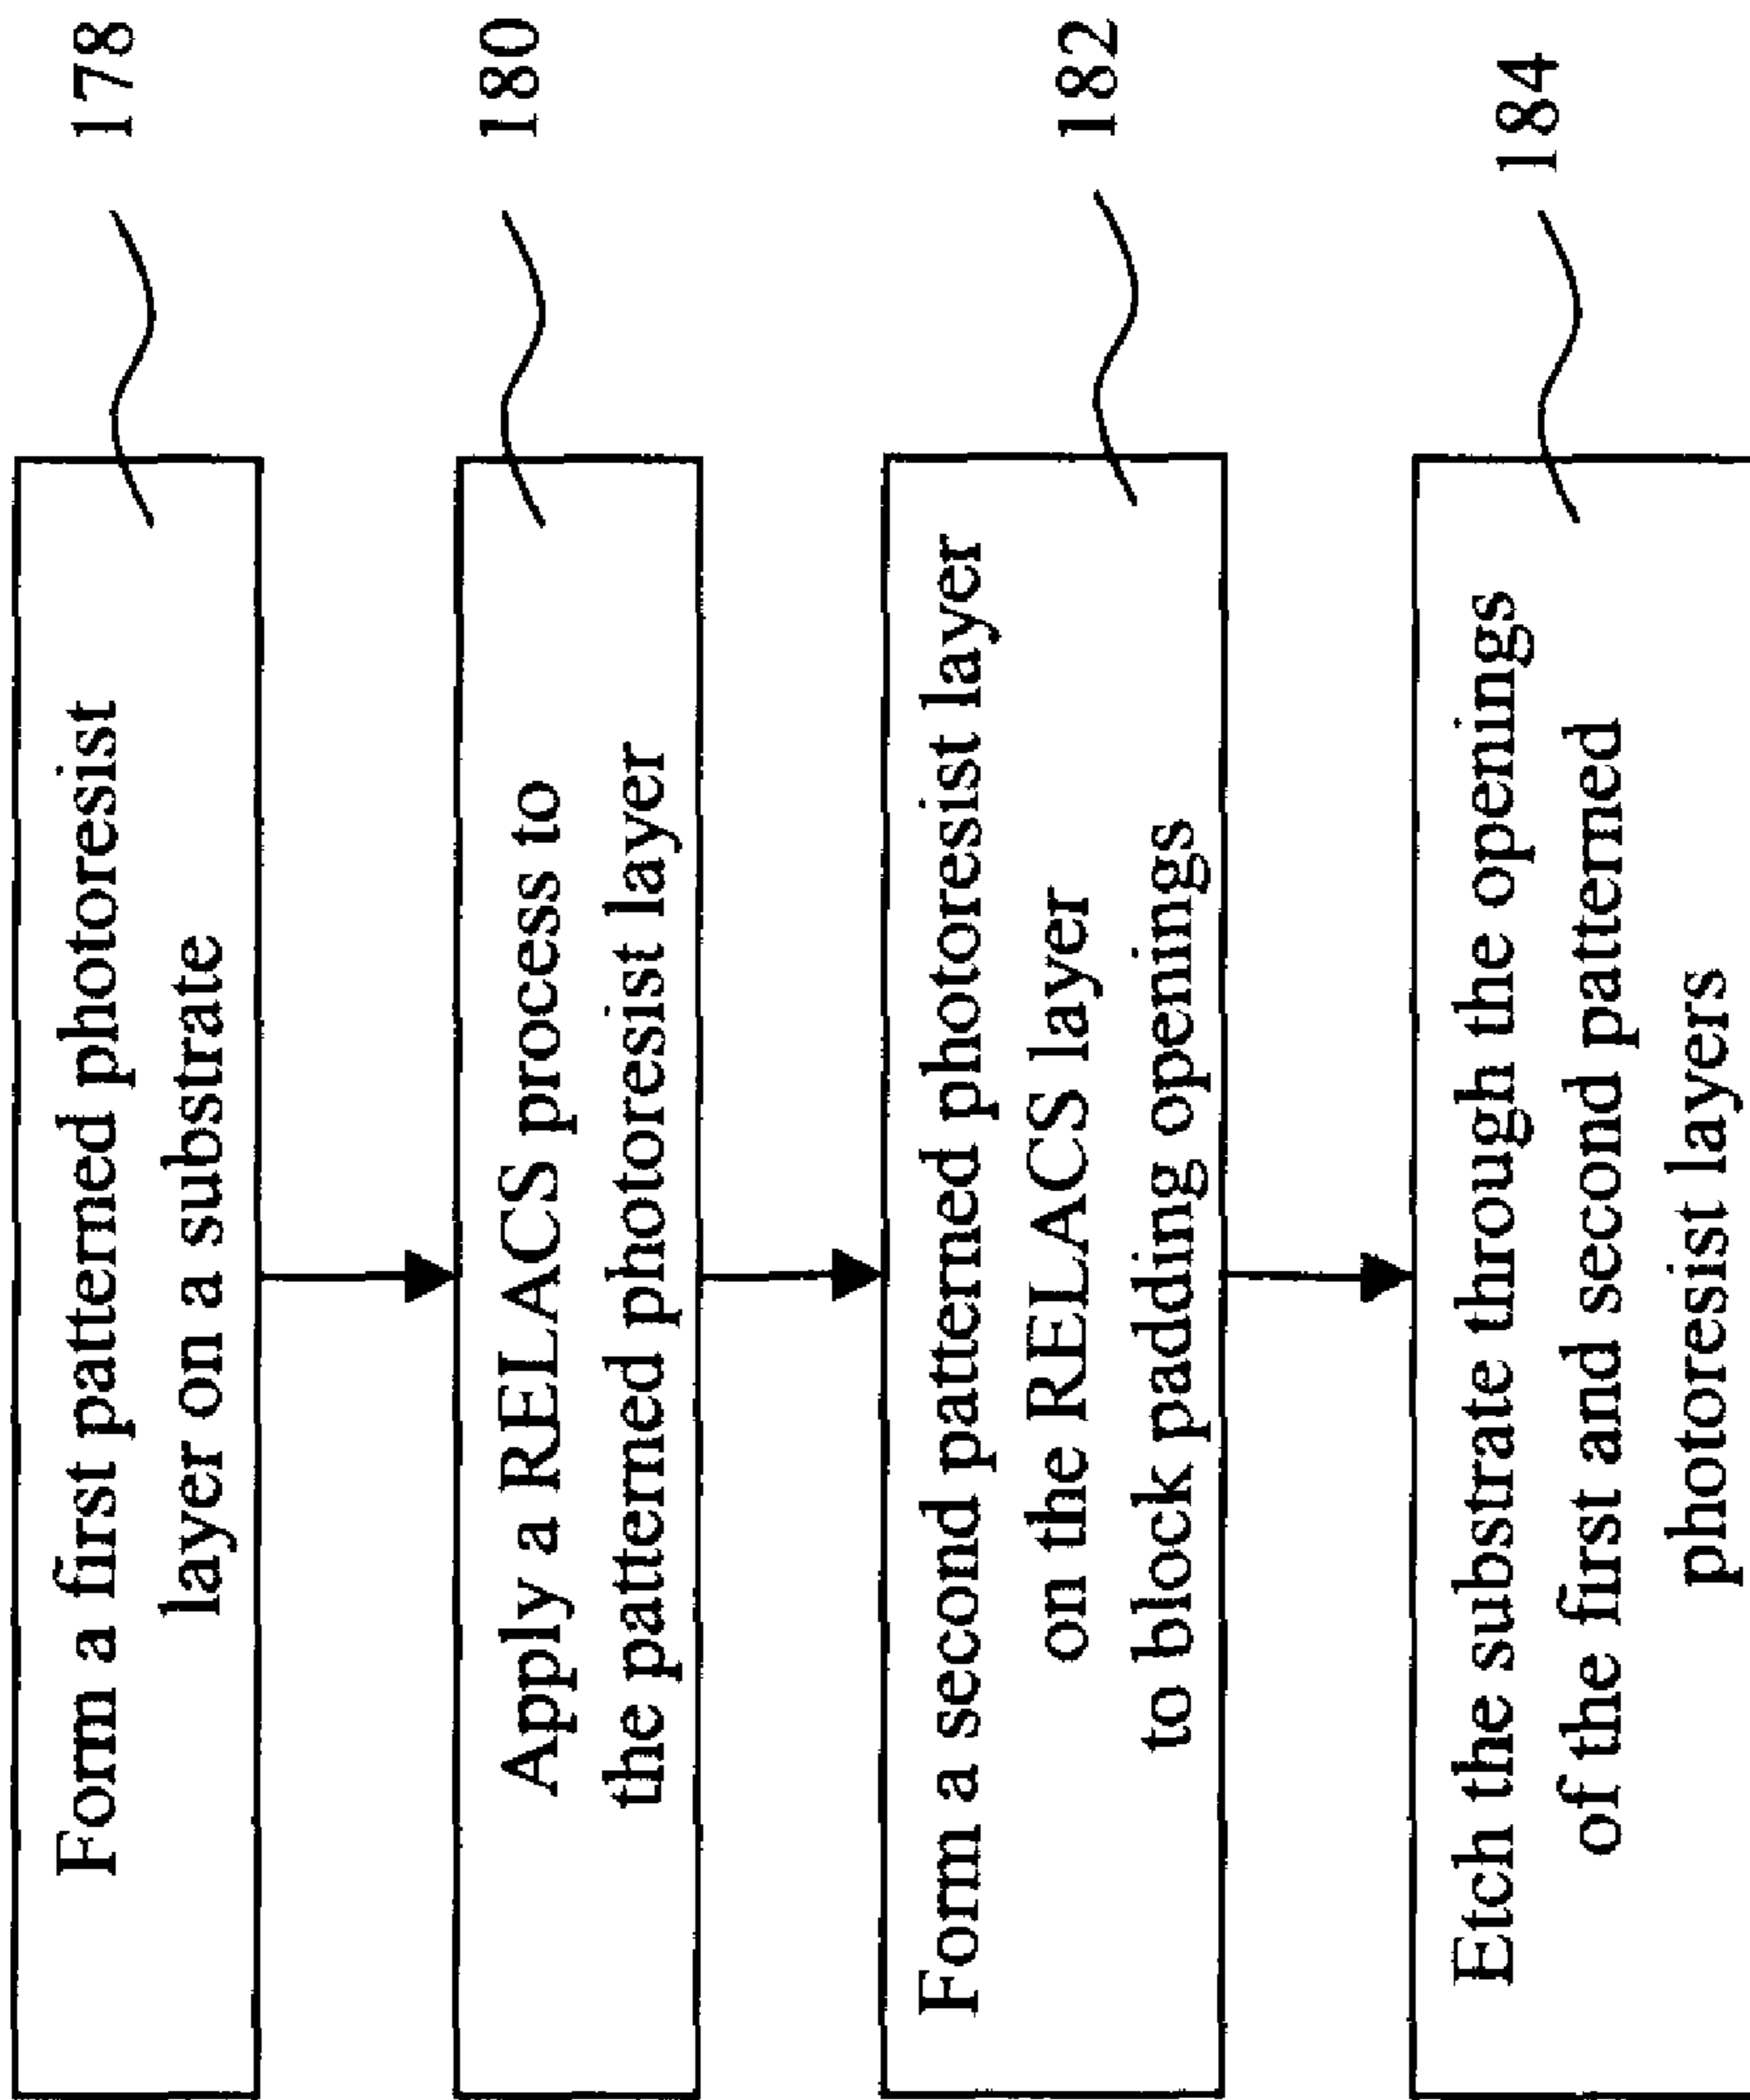 Form a first patterned photoresist
layer on a substrate
178
Apply a RELACS process to
the patterned photoresist layer
180
Form a second patterned photoresist layer
on the RELACS layer
to block padding openings
182
Etch the substrate through the openings
of the first and second patterned
photoresist layers
184